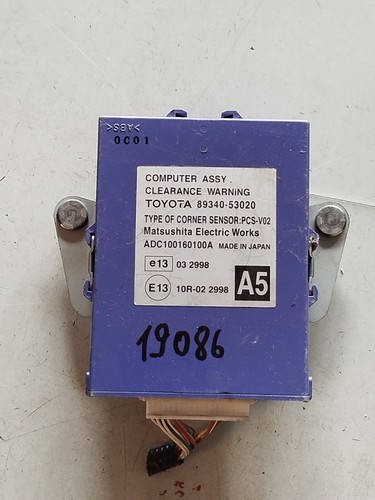 >ABS<
0C01
COMPUTER ASSY.
CLEARANCE WARNING
TOYOTA 89340-53020
TYPE OF CORNER SENSOR:PCS-V02
Matsushita Electric Works
ADC100160100A MADE IN JAPAN
e13 03 2998
E13 10R-02 2998 A5
19086